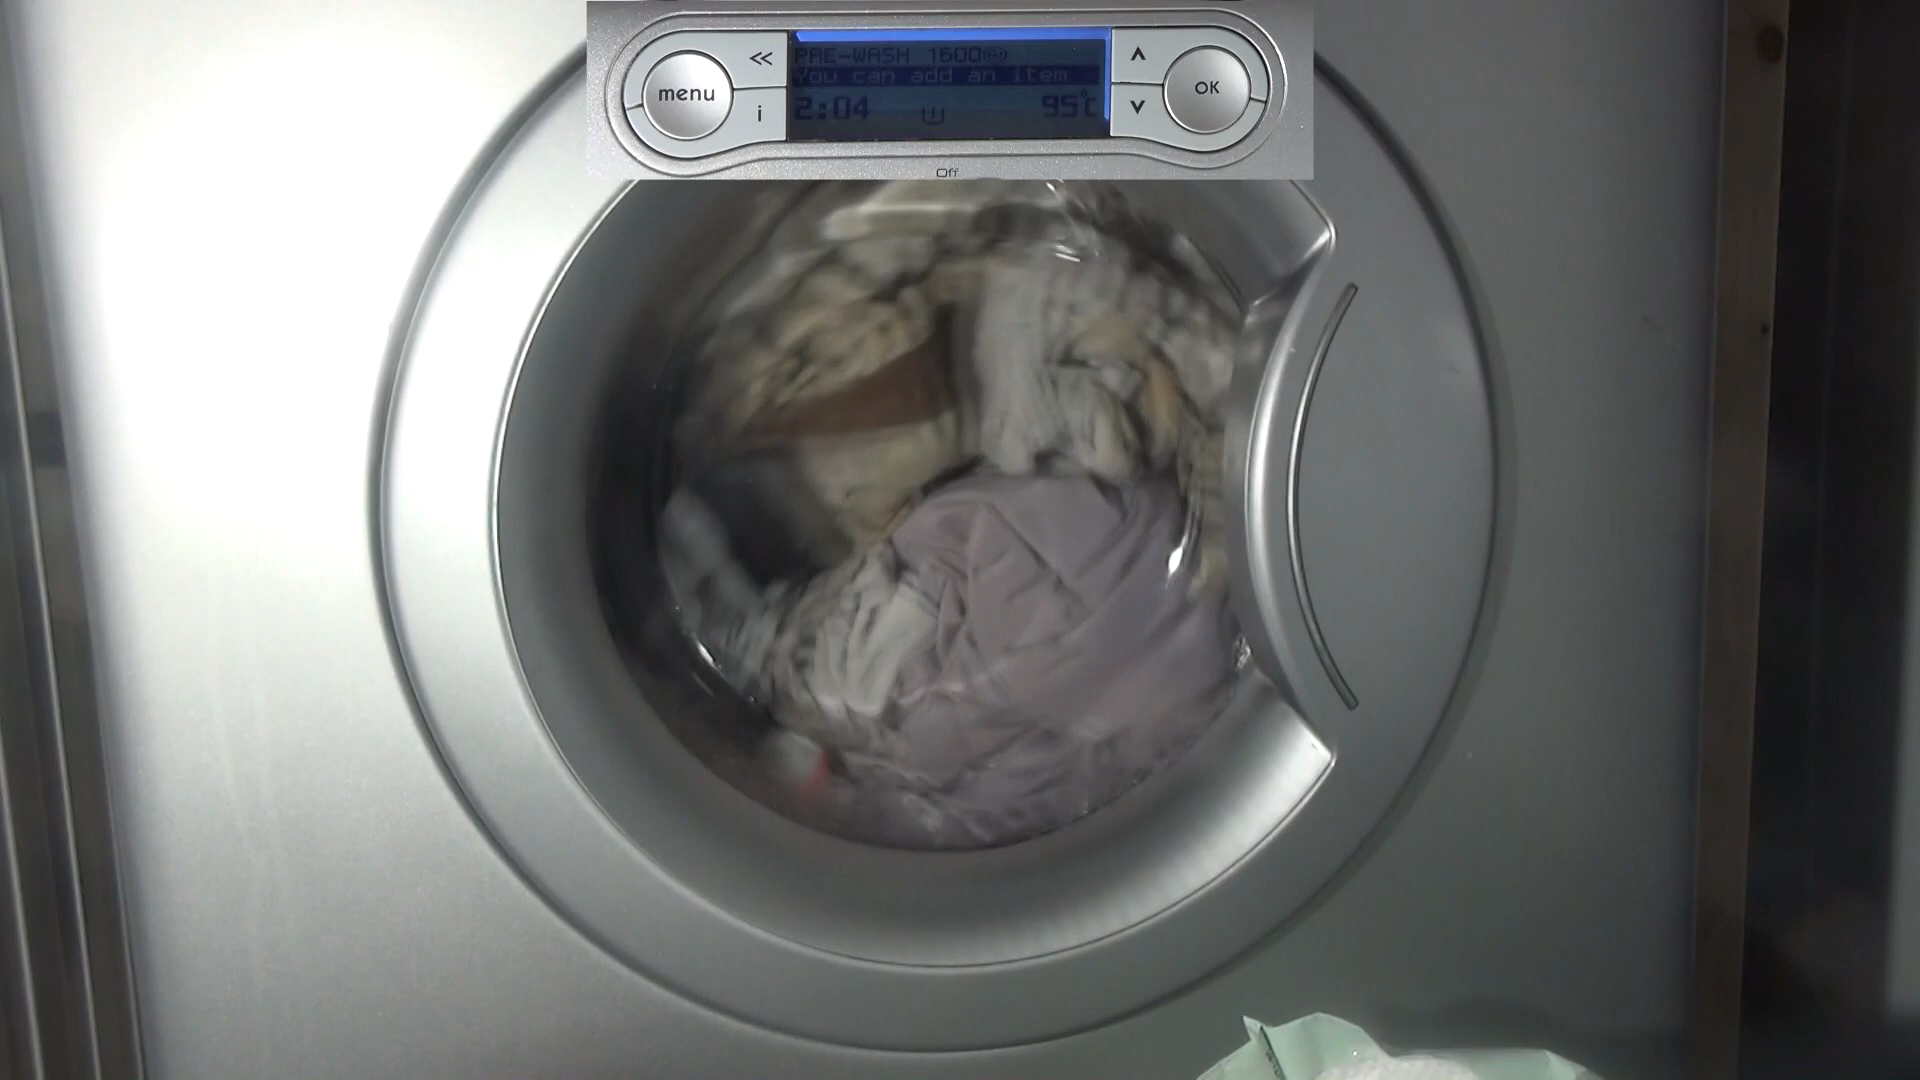 menu
<<
i
PRE-WASH 1600
You can add an item
2:04
95°C
OK
Off